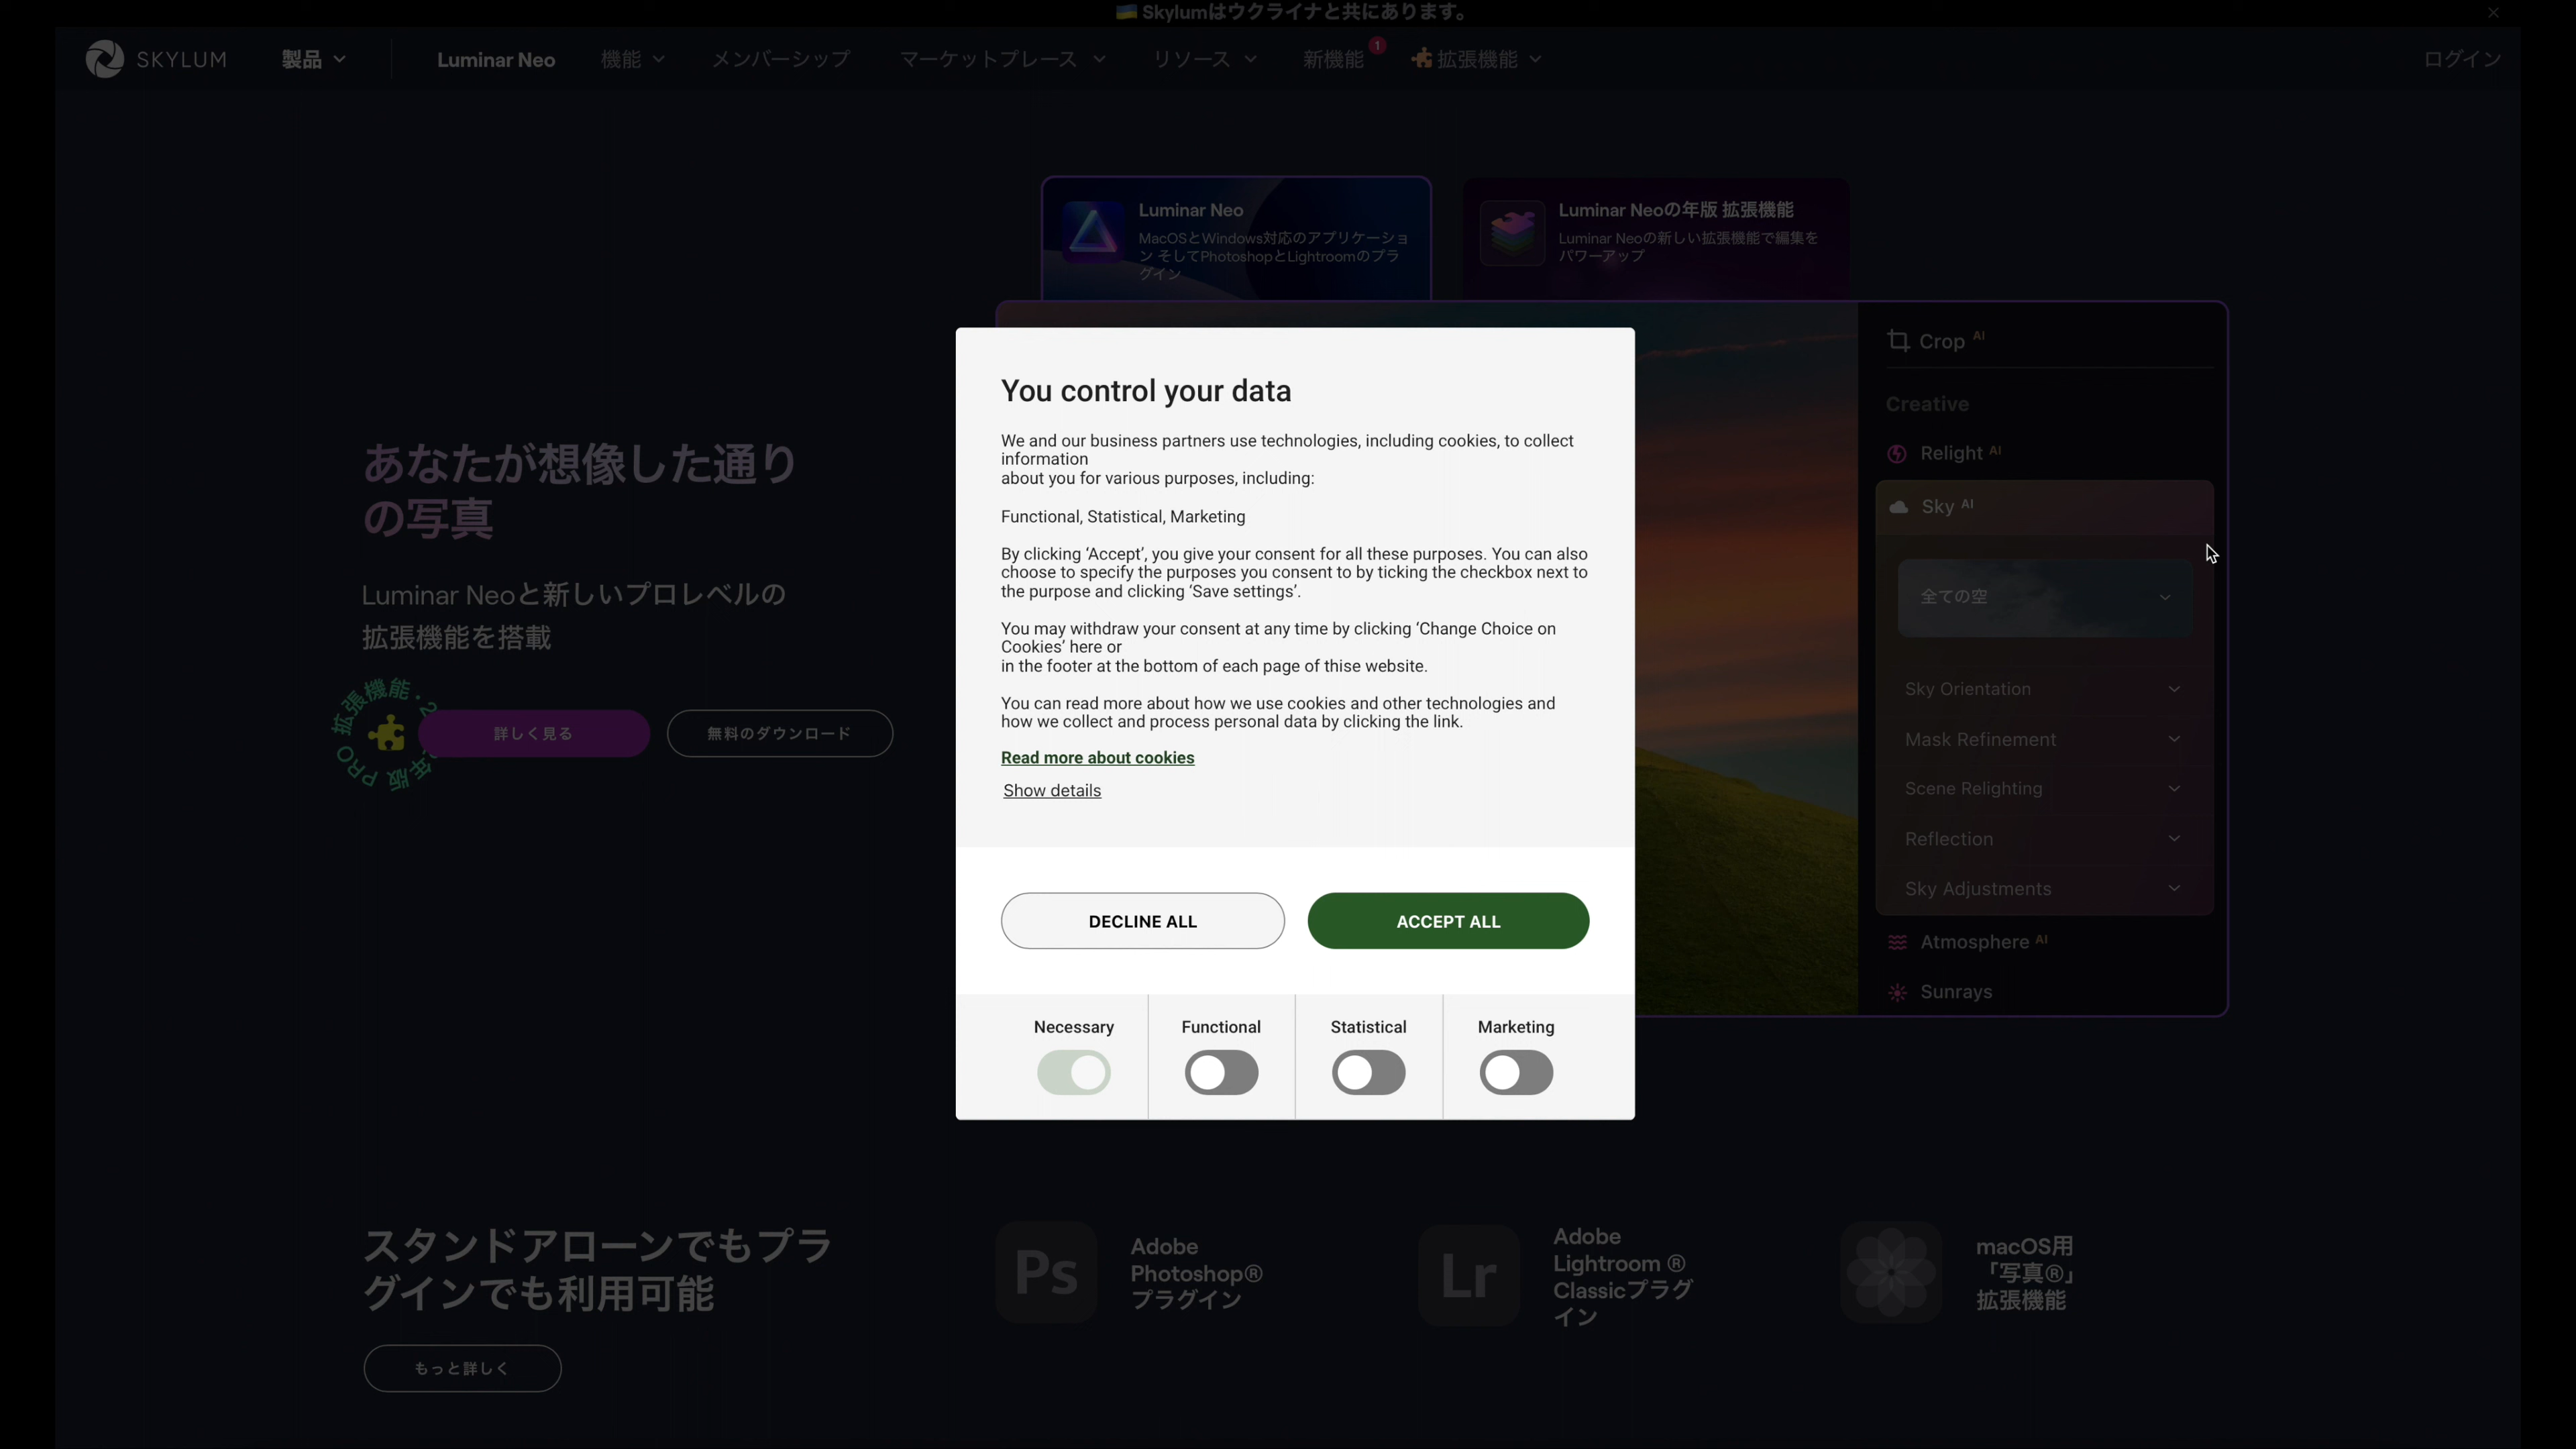 🇺🇦 Skylumはウクライナと共にあります。
SKYLUM
製品
Luminar Neo
機能
メンバーシップ
マーケットプレース
リソース
新機能
1
拡張機能
ログイン
Luminar Neo
MacOSとWindows対応のアプリケーショ
ン そしてPhotoshopとLightroomのプラ
グイン
Luminar Neoの年版 拡張機能
Luminar Neoの新しい拡張機能で編集を
パワーアップ
あなたが想像した通り
の写真
Luminar Neoと新しいプロレベルの
拡張機能を搭載
詳しく見る
無料のダウンロード
You control your data
We and our business partners use technologies, including cookies, to collect
information
about you for various purposes, including:
Functional, Statistical, Marketing
By clicking ‘Accept’, you give your consent for all these purposes. You can also
choose to specify the purposes you consent to by ticking the checkbox next to
the purpose and clicking ‘Save settings’.
You may withdraw your consent at any time by clicking ‘Change Choice on
Cookies’ here or
in the footer at the bottom of each page of thise website.
You can read more about how we use cookies and other technologies and
how we collect and process personal data by clicking the link.
Read more about cookies
Show details
DECLINE ALL
ACCEPT ALL
Necessary
Functional
Statistical
Marketing
Crop AI
Creative
Relight AI
Sky AI
全ての空
Sky Orientation
Mask Refinement
Scene Relighting
Reflection
Sky Adjustments
Atmosphere AI
Sunrays
スタンドアローンでもプラ
グインでも利用可能
もっと詳しく
Ps
Adobe
Photoshop®
プラグイン
Lr
Adobe
Lightroom ®
Classicプラグ
イン
macOS用
「写真®」
拡張機能